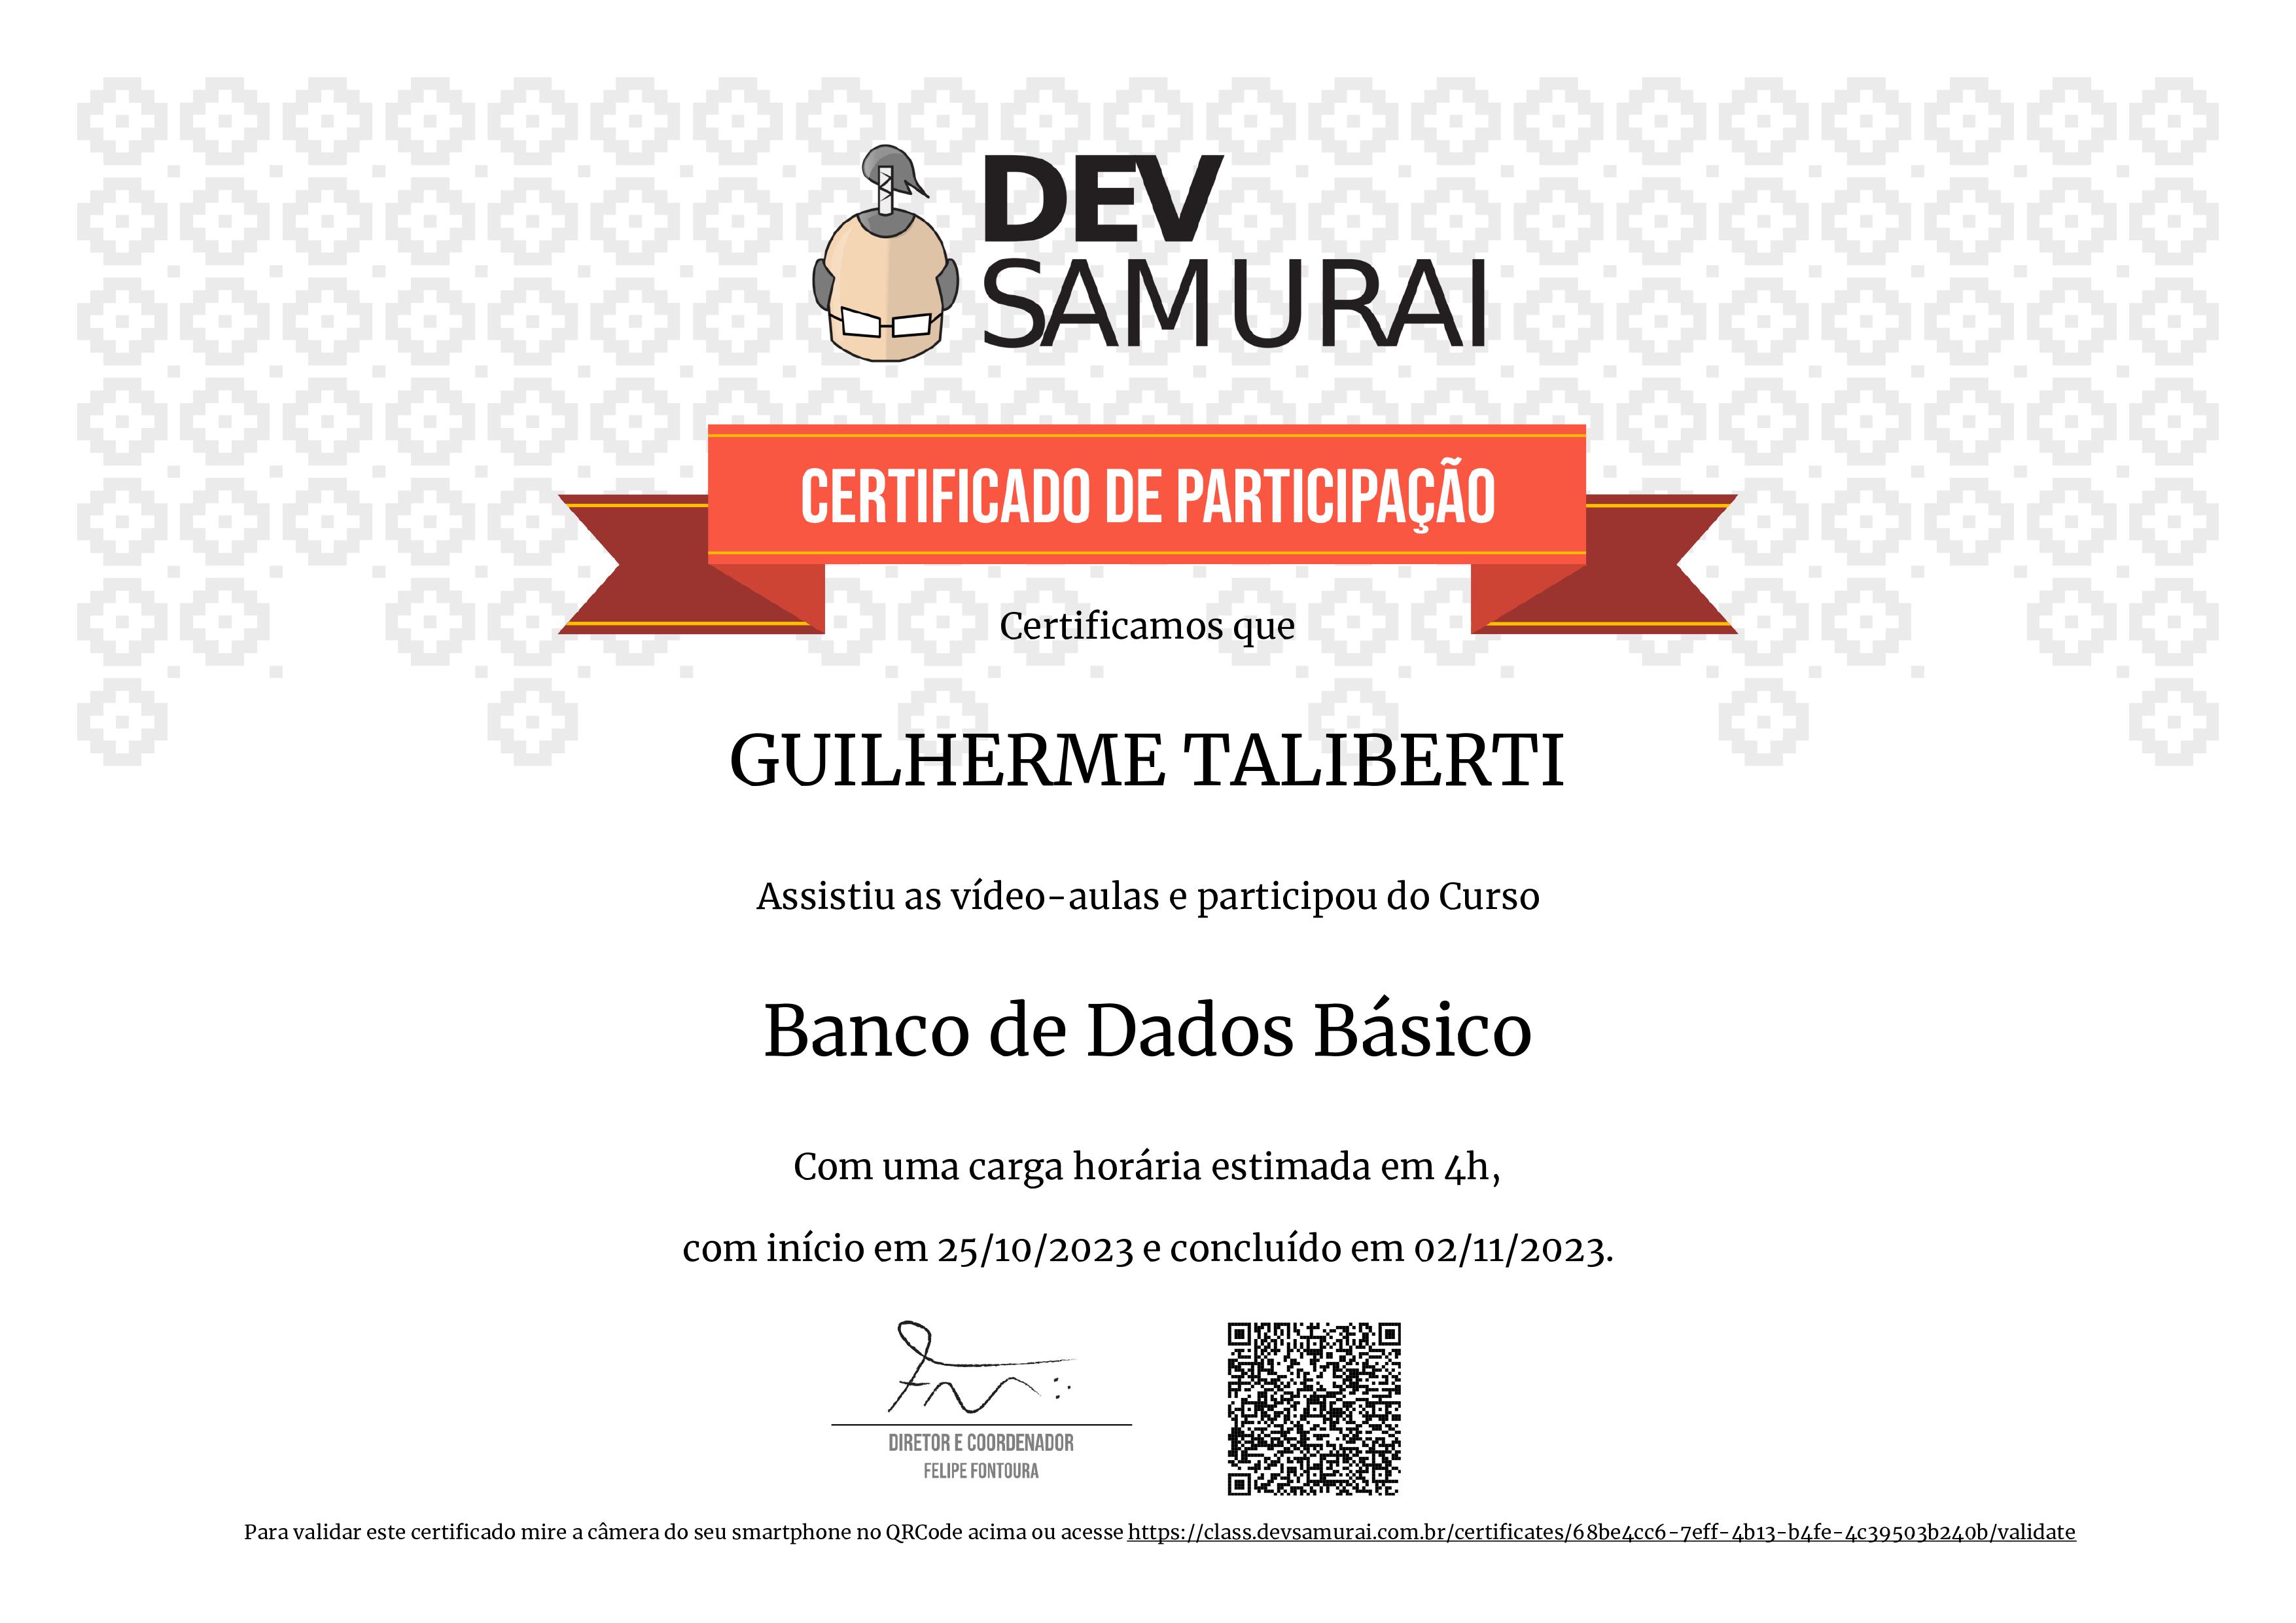 DEV
SAMURAI
CERTIFICADO DE PARTICIPAÇÃO
Certificamos que
GUILHERME TALIBERTI
Assistiu as vídeo-aulas e participou do Curso
Banco de Dados Básico
Com uma carga horária estimada em 4h,
com início em 25/10/2023 e concluído em 02/11/2023.
DIRETOR E COORDENADOR
FELIPE FONTOURA
Para validar este certificado mire a câmera do seu smartphone no QRCode acima ou acesse https://class.devsamurai.com.br/certificates/68be4cc6-7eff-4b13-b4fe-4c39503b240b/validate